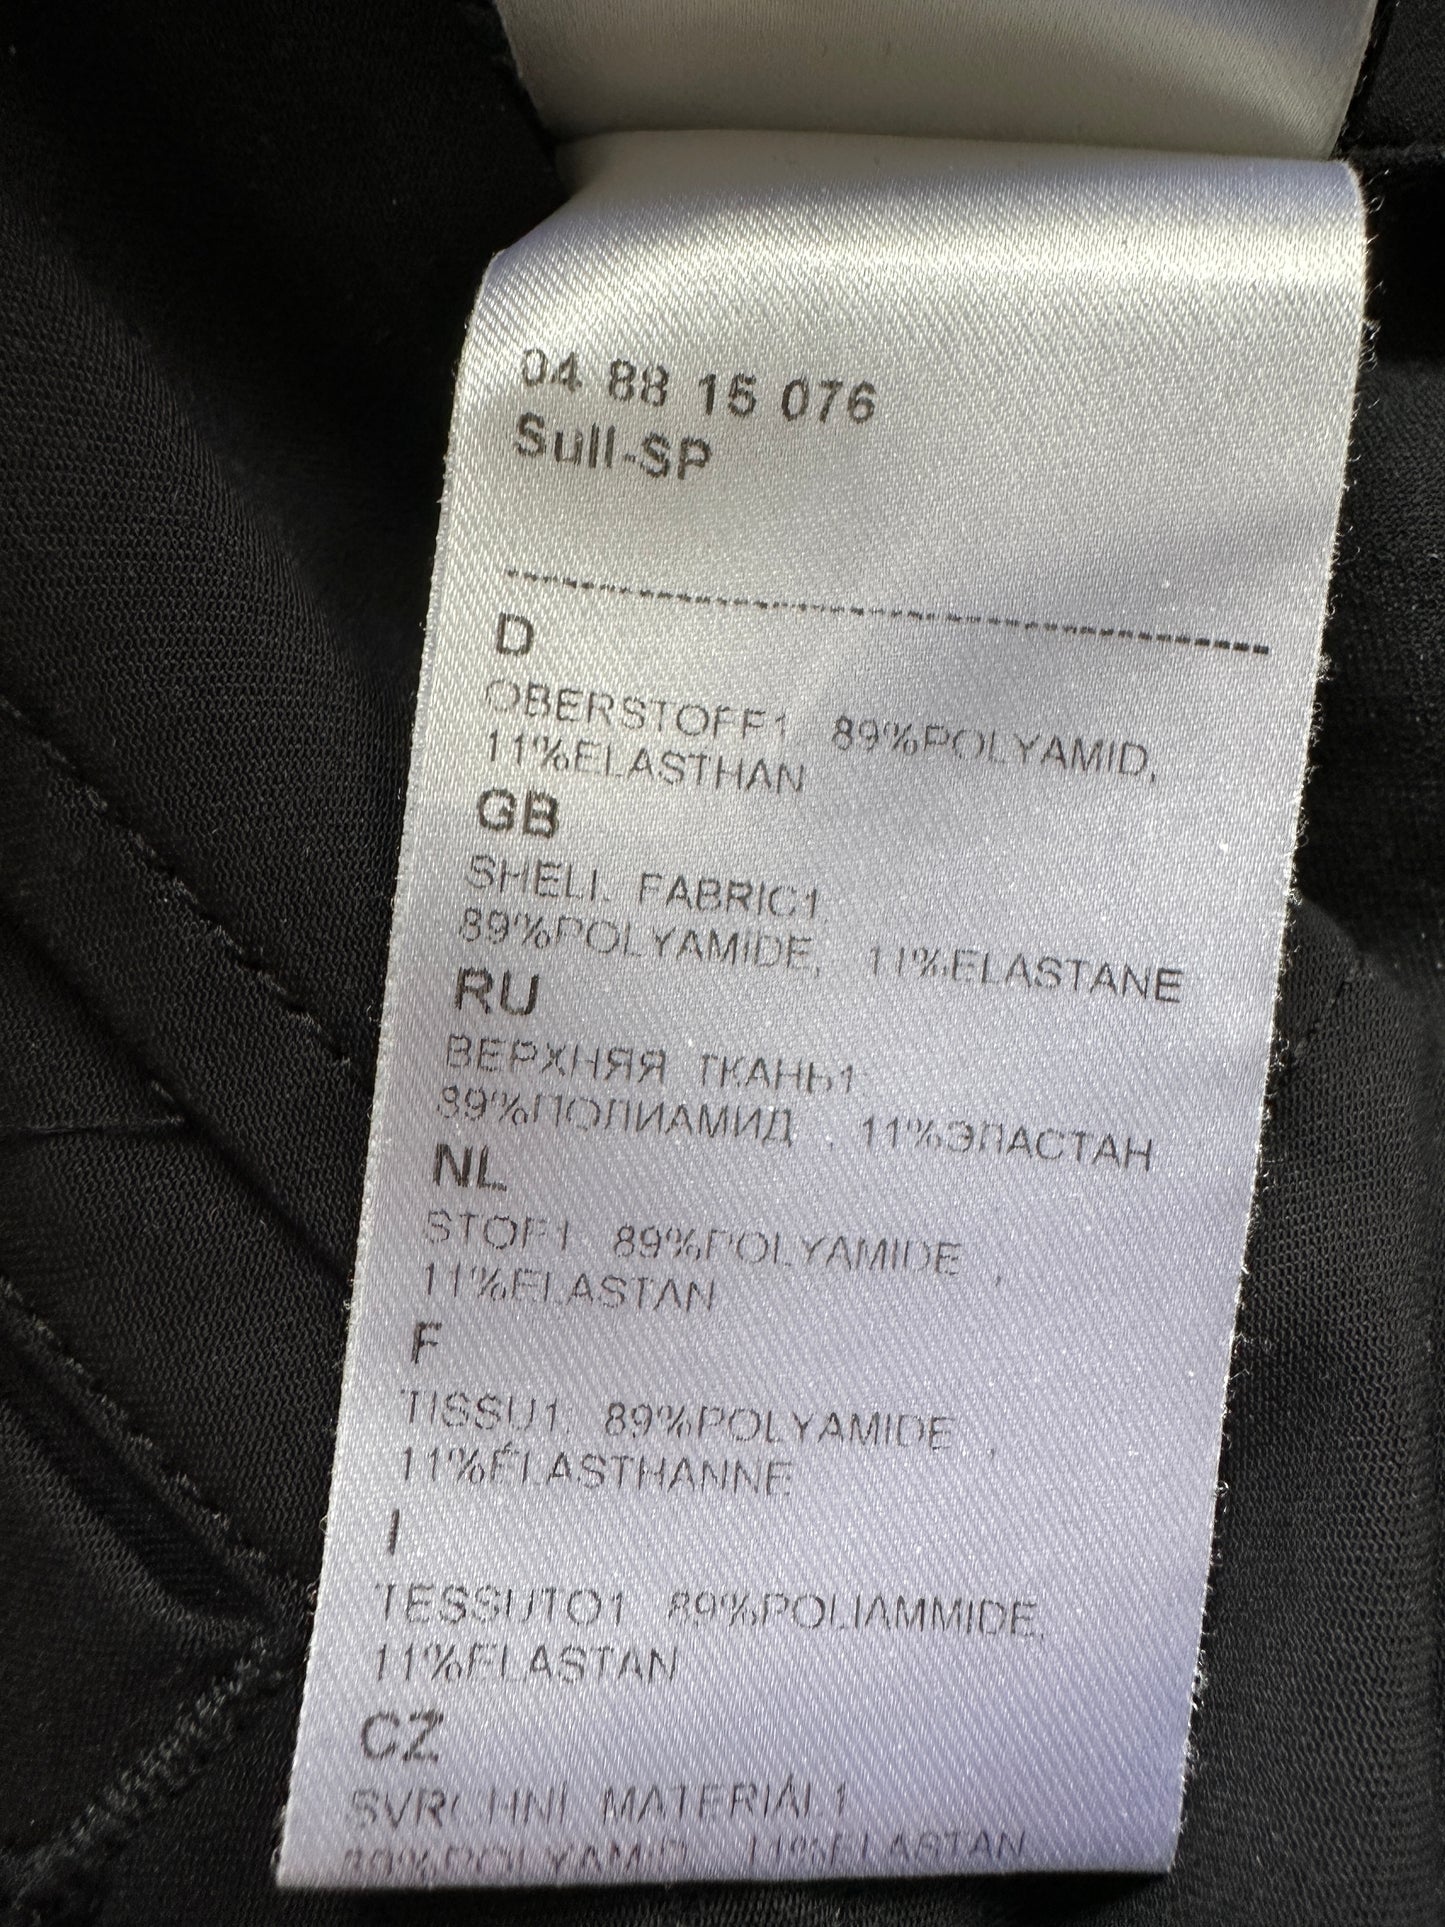 04 88 15 076
Sull-SP
D
OBERSTOFF1 89%POLYAMID,
11%ELASTHAN
GB
SHELL FABRIC1
89%POLYAMIDE, 11%ELASTANE
RU
ВЕРХНЯЯ ТКАНЬ1:
89%ПОЛИАМИД , 11%ЭЛАСТАН
NL
STOF1 89%POLYAMIDE ,
11%ELASTAN
F
TISSU1: 89%POLYAMIDE ,
11%ÉLASTHANNE
I
TESSUTO1 89%POLIAMMIDE,
11%ELASTAN
CZ
SVRCHNÍ MATERIÁL1
89%POLYAMID 11%ELASTAN